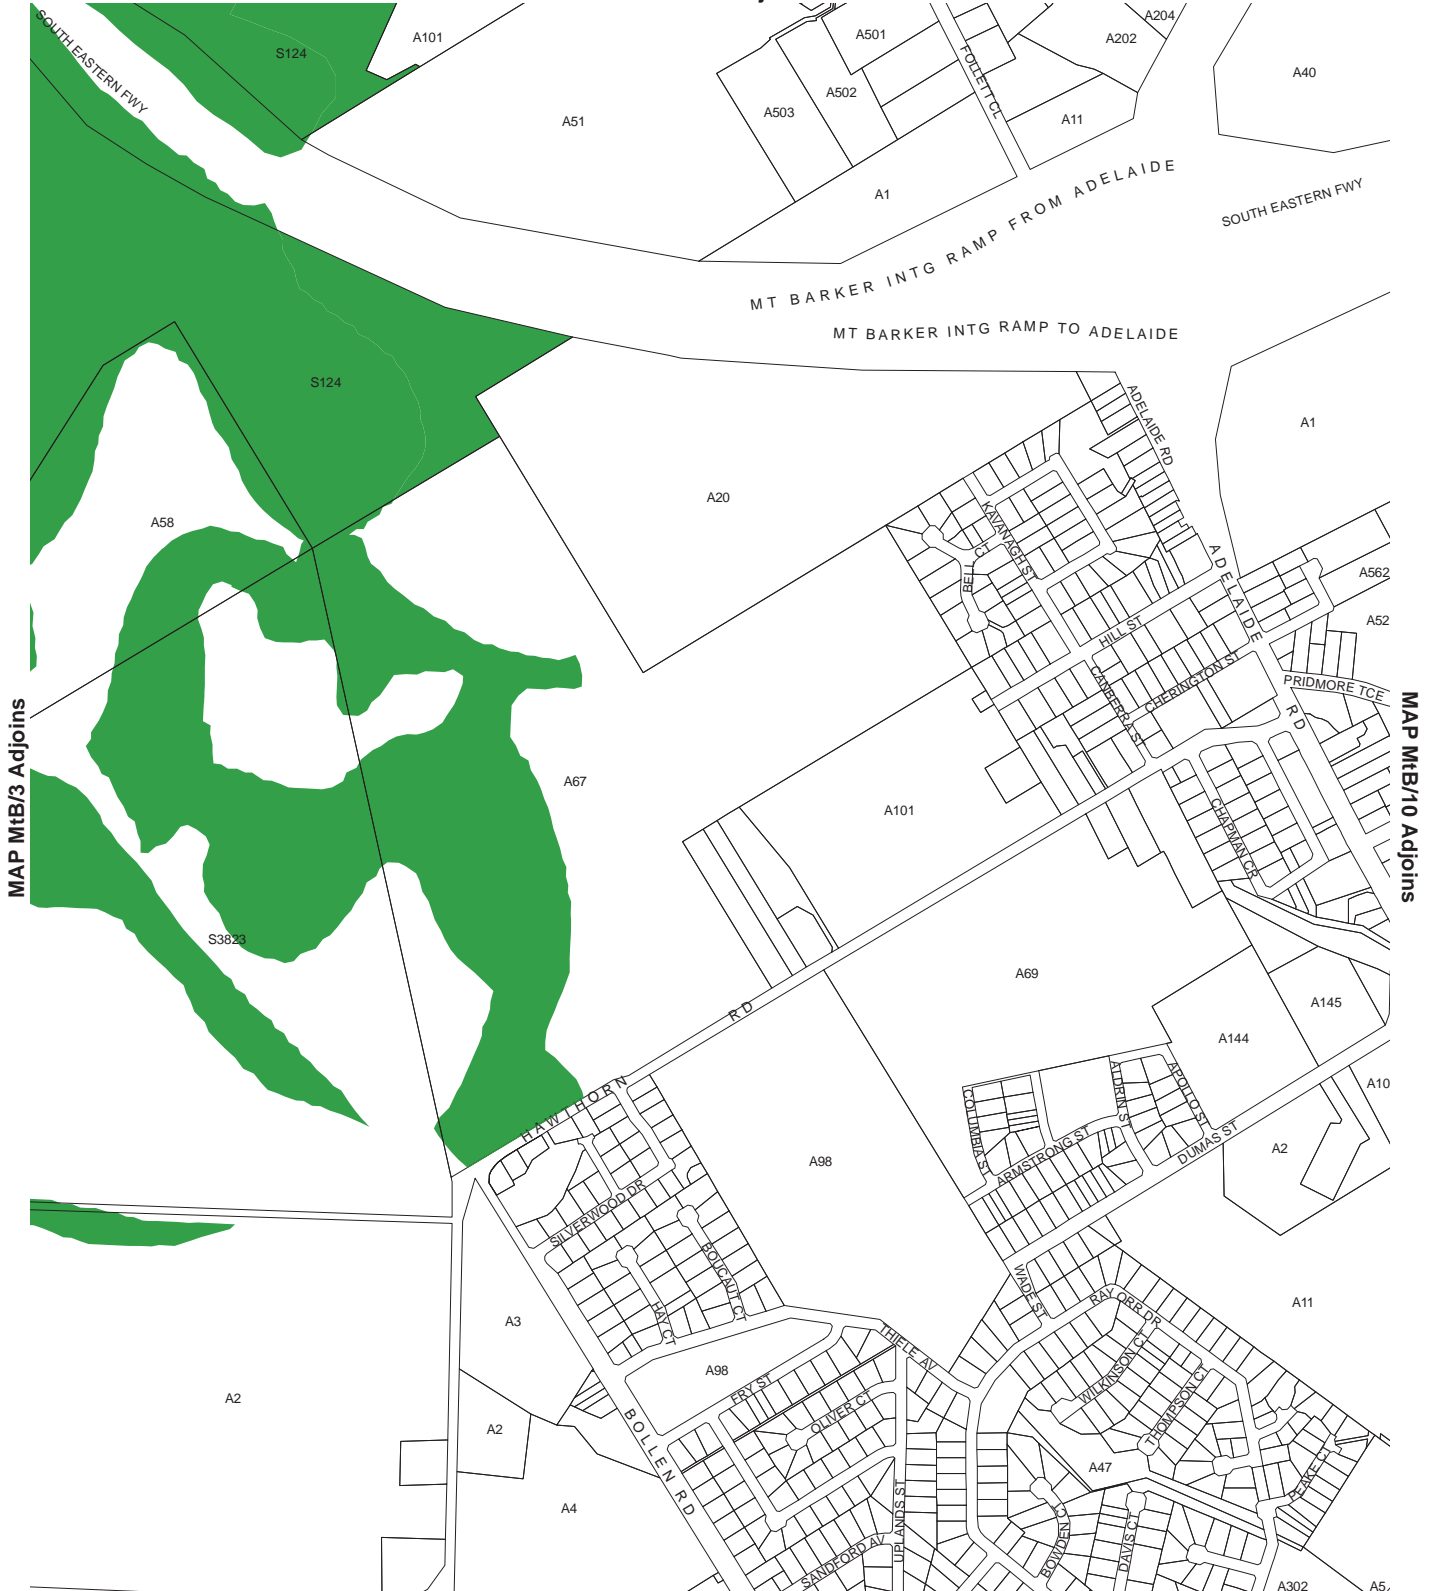 SOUTH EASTERN FWY
S124
A101
A51
A501
A502
A503
FOLLETT CL
A204
A202
A11
A40
A1
MT BARKER INTG RAMP FROM ADELAIDE
SOUTH EASTERN FWY
MT BARKER INTG RAMP TO ADELAIDE
S124
A58
A20
ADELAIDE RD
A1
KAVANAGH ST
BELL CT
ADELAIDE RD
A562
A52
HILL ST
CANBERRA ST
CHERINGTON ST
PRIDMORE TCE
MAP MtB/3 Adjoins
MAP MtB/10 Adjoins
A67
A101
CHAPMAN CR
S3823
A69
A145
A144
HAWTHORN RD
A10
COLUMBIA ST
ALDRIN ST
APOLLO ST
ARMSTRONG ST
DUMAS ST
A2
A98
SILVERWOOD DR
BOUCAUT CT
HAY CT
WADE ST
RAY ORR DR
A11
A3
THIELE AV
A98
FRY ST
WILKINSON CT
THOMPSON CT
OLIVER CT
A2
A2
BOLLEN RD
A47
PEAKE CT
A4
UPLANDS ST
SANDFORD AV
BOWDEN C
DAVIS CT
A302
A5